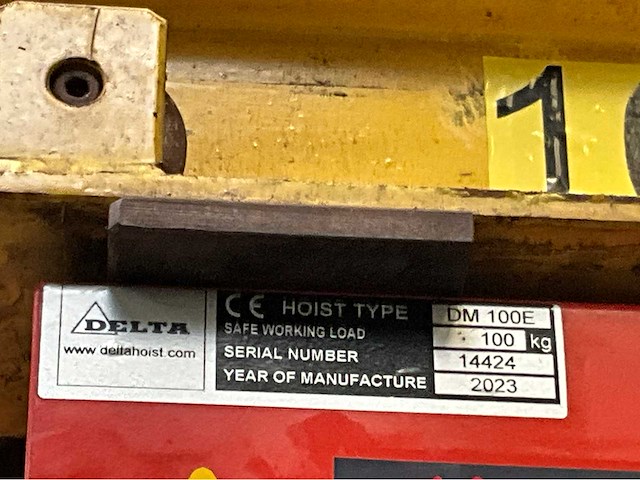 1
DELTA
www.deltahoist.com
CE HOIST TYPE DM 100E
SAFE WORKING LOAD 100 kg
SERIAL NUMBER 14424
YEAR OF MANUFACTURE 2023